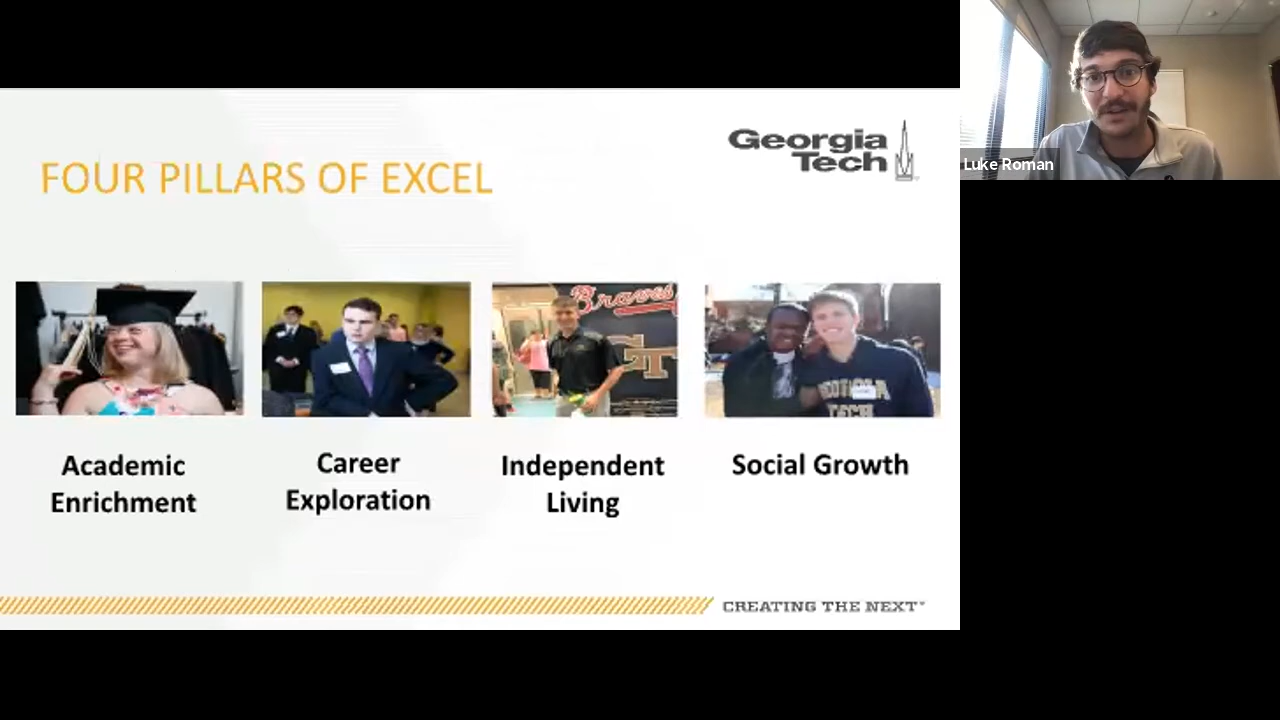 FOUR PILLARS OF EXCEL
Georgia
Tech
Luke Roman
Braves
GT
Academic
Enrichment
Career
Exploration
Independent
Living
Social Growth
CREATING THE NEXT